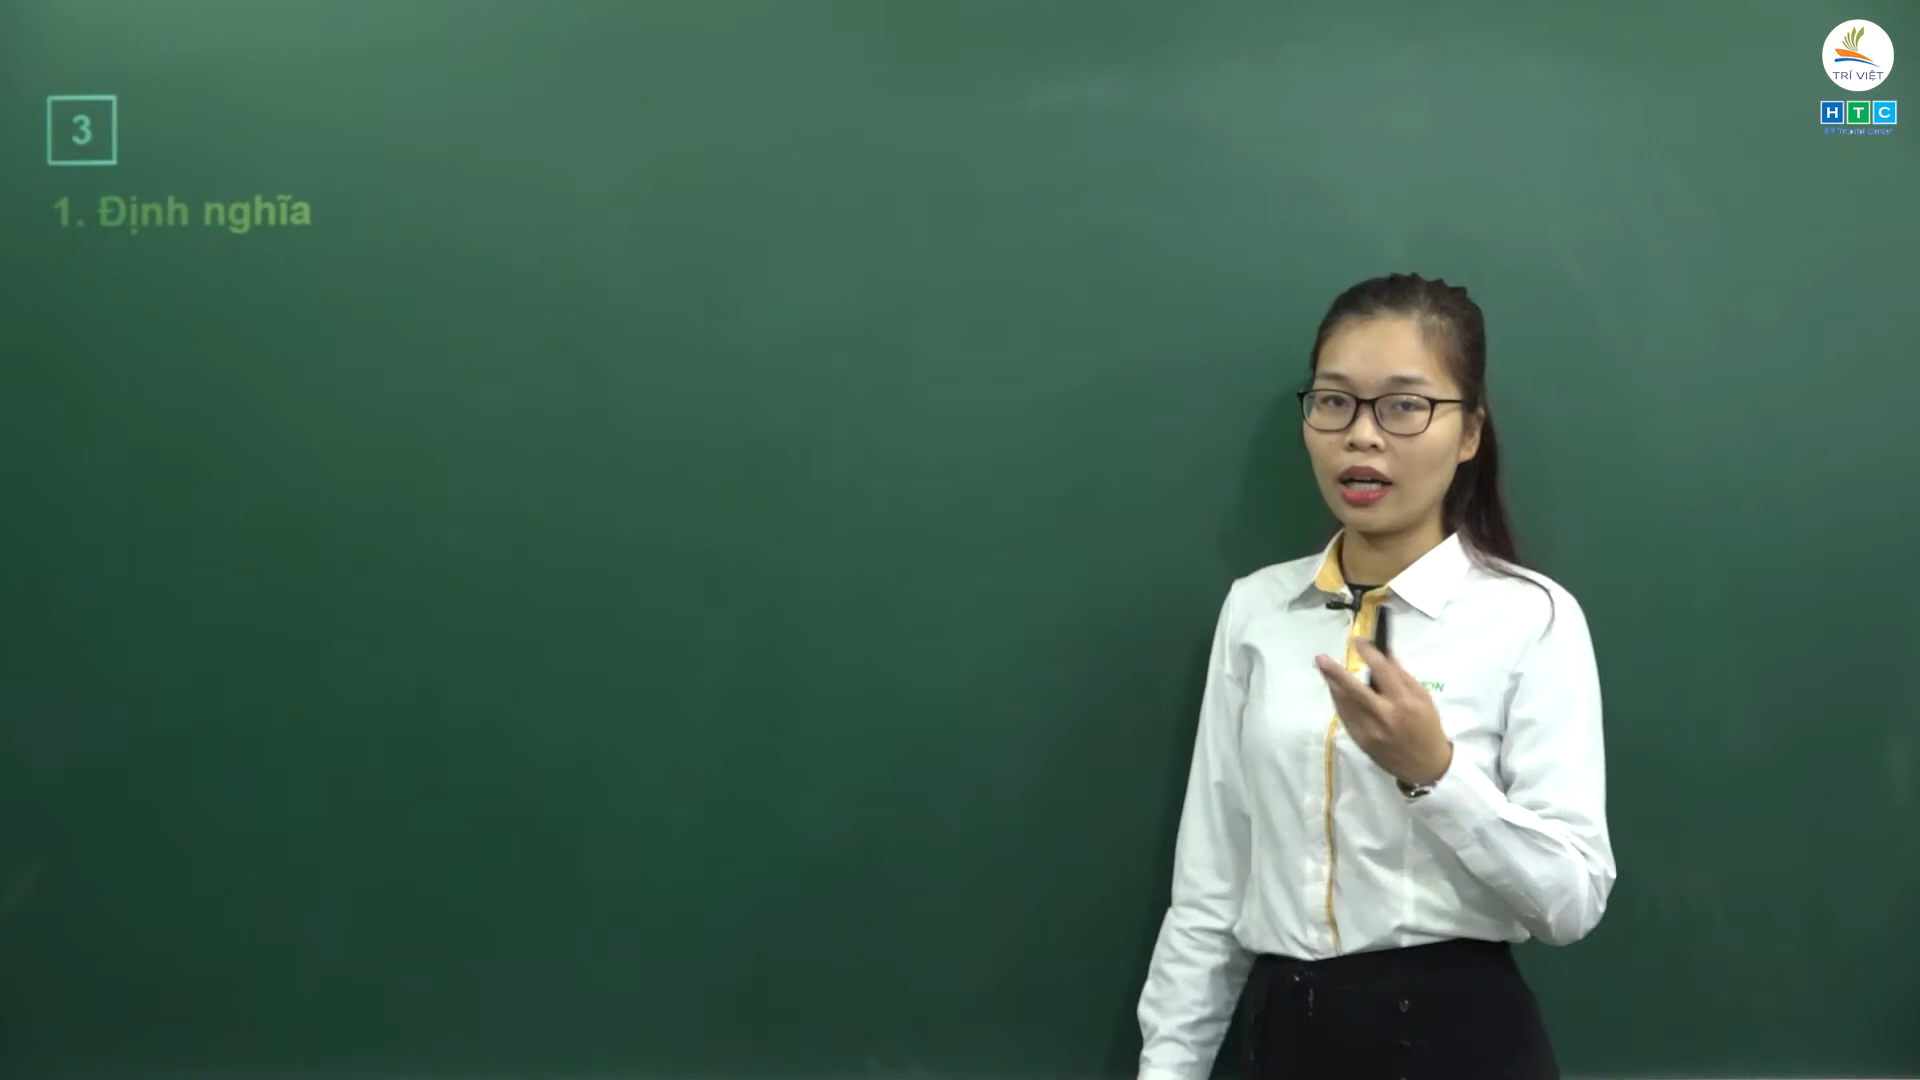 3
1. Định nghĩa
TRÍ VIỆT
HTC